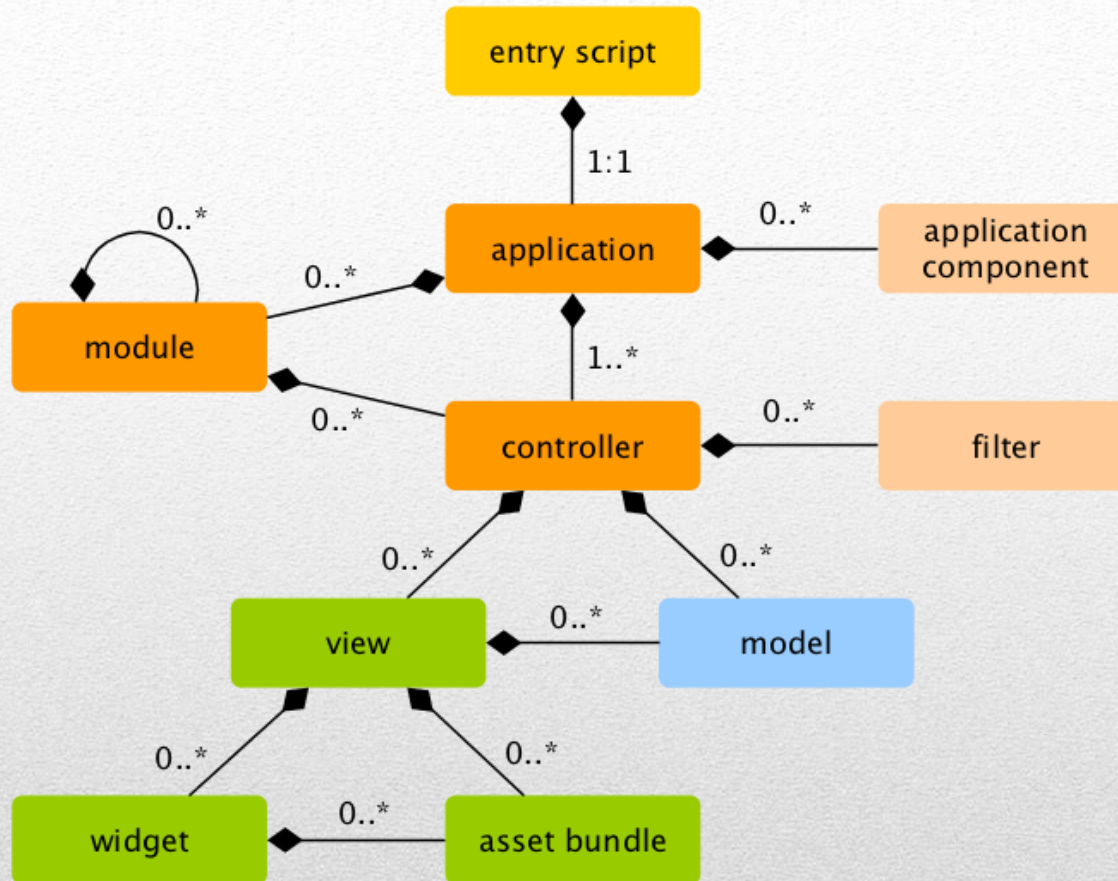 entry script
1:1
0..*
application
0..*
application
component
0..*
module
1..*
0..*
controller
0..*
filter
0..*
0..*
view
0..*
model
0..*
0..*
widget
0..*
asset bundle